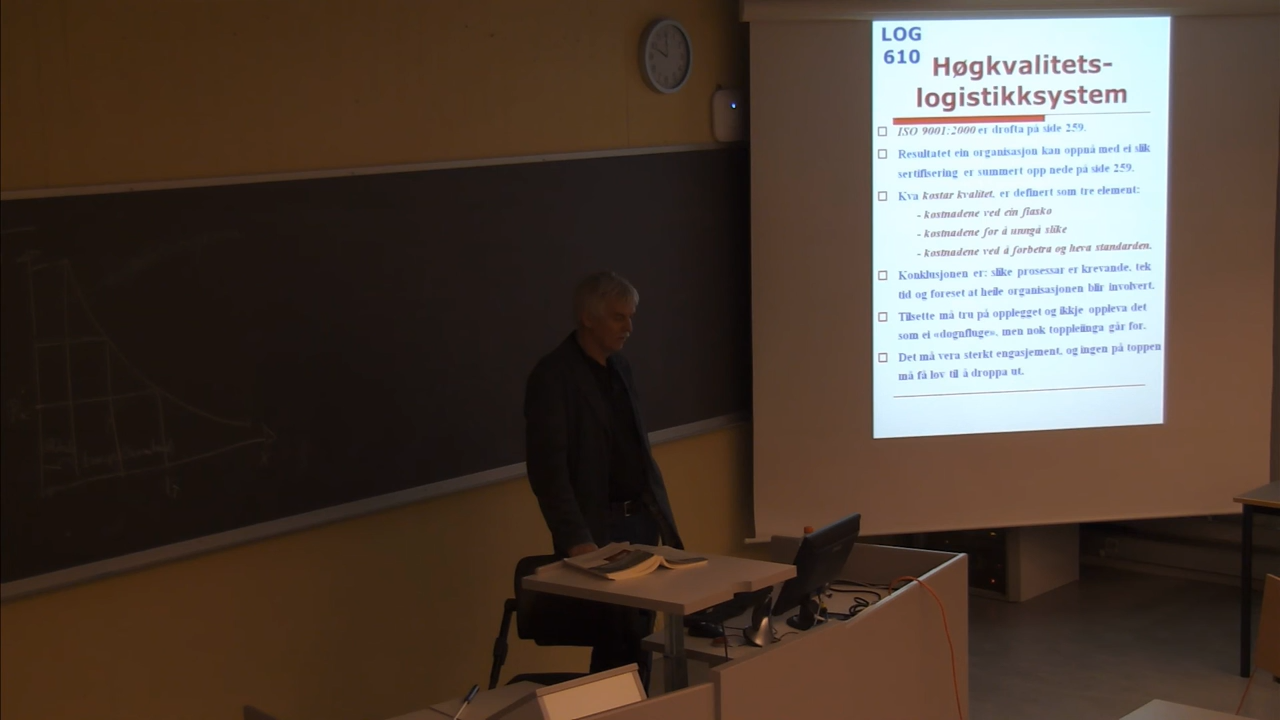 LOG
610
Høgkvalitets-
logistikksystem
ISO 9001:2000 er drøfta på side 259.
Resultatet ein organisasjon kan oppnå med ei slik
sertifisering er summert opp nede på side 259.
Kva kostar kvalitet, er definert som tre element:
- kostnadene ved ein fiasko
- kostnadene for å unngå slike
- kostnadene ved å forbetra og heva standarden.
Konklusjonen er: slike prosessar er krevande, tek
tid og føreset at heile organisasjonen blir involvert.
Tilsette må tru på opplegget og ikkje oppleva det
som ei «døgnfluge», men nok toppleiinga går for.
Det må vera sterkt engasjement, og ingen på toppen
må få lov til å droppa ut.